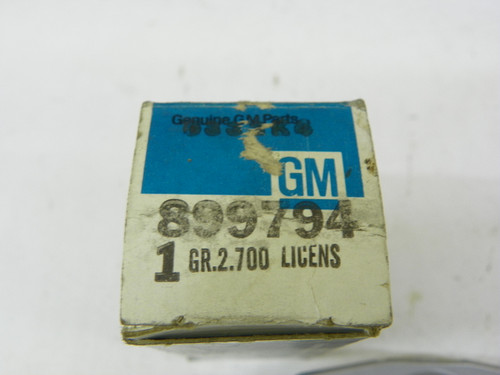 Genuine GM Parts
GM
899794
1 GR.2.700 LICENS